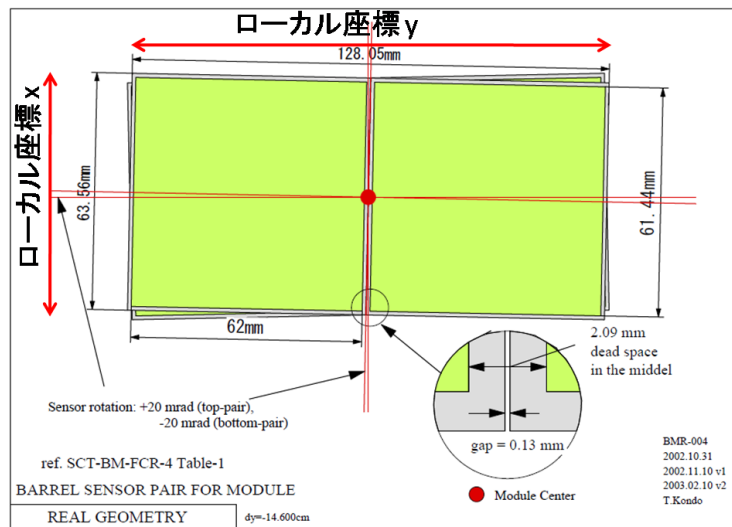 ローカル座標y
128.05mm
ローカル座標x
63.56mm
61.44mm
62mm
2.09 mm
dead space
in the middel
Sensor rotation: +20 mrad (top-pair),
-20 mrad (bottom-pair)
gap = 0.13 mm
ref. SCT-BM-FCR-4 Table-1
BARREL SENSOR PAIR FOR MODULE
Module Center
BMR-004
2002.10.31
2002.11.10 v1
2003.02.10 v2
T.Kondo
REAL GEOMETRY
dy=-14.600cm